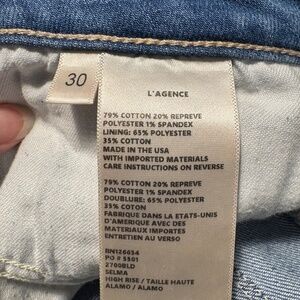 30
L'AGENCE
79% COTTON 20% REPREVE
POLYESTER 1% SPANDEX
LINING: 65% POLYESTER
35% COTTON
MADE IN THE USA
WITH IMPORTED MATERIALS
CARE INSTRUCTIONS ON REVERSE
79% COTON 20% REPREVE
POLYESTER 1% SPANDEX
DOUBLURE: 65% POLYESTER
35% COTON
FABRIQUE DANS LA ETATS-UNIS
D'AMERIQUE AVEC DES
MATERIAUX IMPORTES
ENTRETIEN AU VERSO
RN126654
PO # 5501
2700BLD
SELMA
HIGH RISE / TAILLE HAUTE
ALAMO / ALAMO